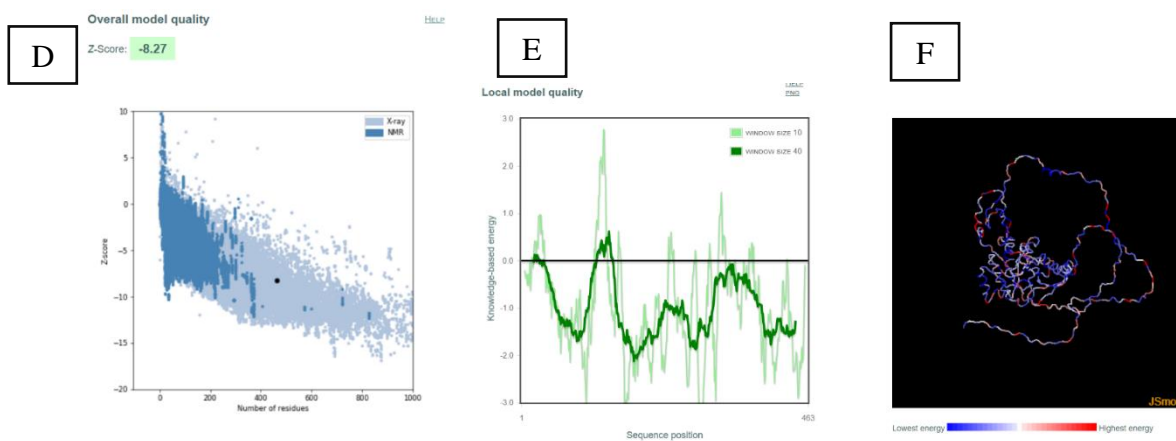 D
Overall model quality
HELP
Z-Score: -8.27
10
5
0
−5
−10
−15
−20
Z-score
X-ray
NMR
0 200 400 600 800 1000
Number of residues
E
Local model quality
HELP
PNG
3.0
2.0
1.0
0.0
-1.0
-2.0
-3.0
Knowledge-based energy
WINDOW SIZE 10
WINDOW SIZE 40
1 463
Sequence position
F
JSmo
Lowest energy Highest energy